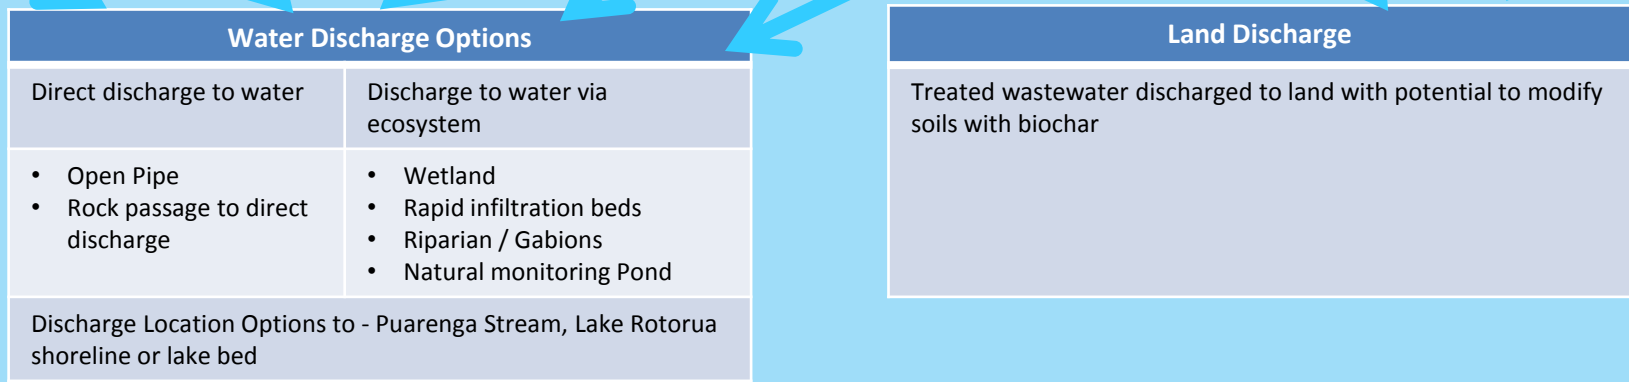 Water Discharge Options
Direct discharge to water
Discharge to water via
ecosystem
• Open Pipe
• Rock passage to direct
discharge
• Wetland
• Rapid infiltration beds
• Riparian / Gabions
• Natural monitoring Pond
Discharge Location Options to - Puarenga Stream, Lake Rotorua
shoreline or lake bed
Land Discharge
Treated wastewater discharged to land with potential to modify
soils with biochar